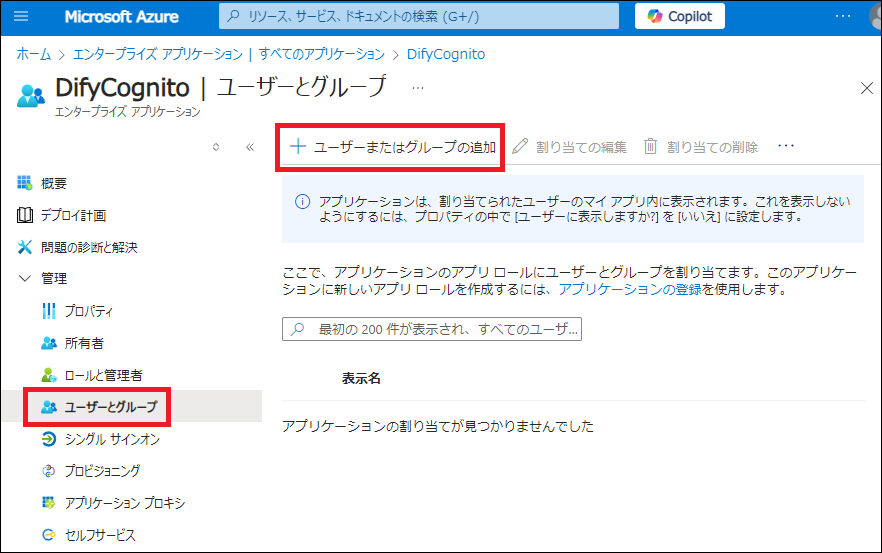 Microsoft Azure
リソース、サービス、ドキュメントの検索 (G+/)
Copilot
ホーム > エンタープライズ アプリケーション | すべてのアプリケーション > DifyCognito
DifyCognito | ユーザーとグループ
エンタープライズ アプリケーション
ユーザーまたはグループの追加
割り当ての編集
割り当ての削除
概要
デプロイ計画
問題の診断と解決
管理
プロパティ
所有者
ロールと管理者
ユーザーとグループ
シングル サインオン
プロビジョニング
アプリケーション プロキシ
セルフサービス
アプリケーションは、割り当てられたユーザーのマイ アプリ内に表示されます。これを表示しない
ようにするには、プロパティの中で [ユーザーに表示しますか?] を [いいえ] に設定します。
ここで、アプリケーションのアプリ ロールにユーザーとグループを割り当てます。このアプリケー
ションに新しいアプリ ロールを作成するには、アプリケーションの登録を使用します。
最初の 200 件が表示され、すべてのユーザ...
表示名
アプリケーションの割り当てが見つかりませんでした